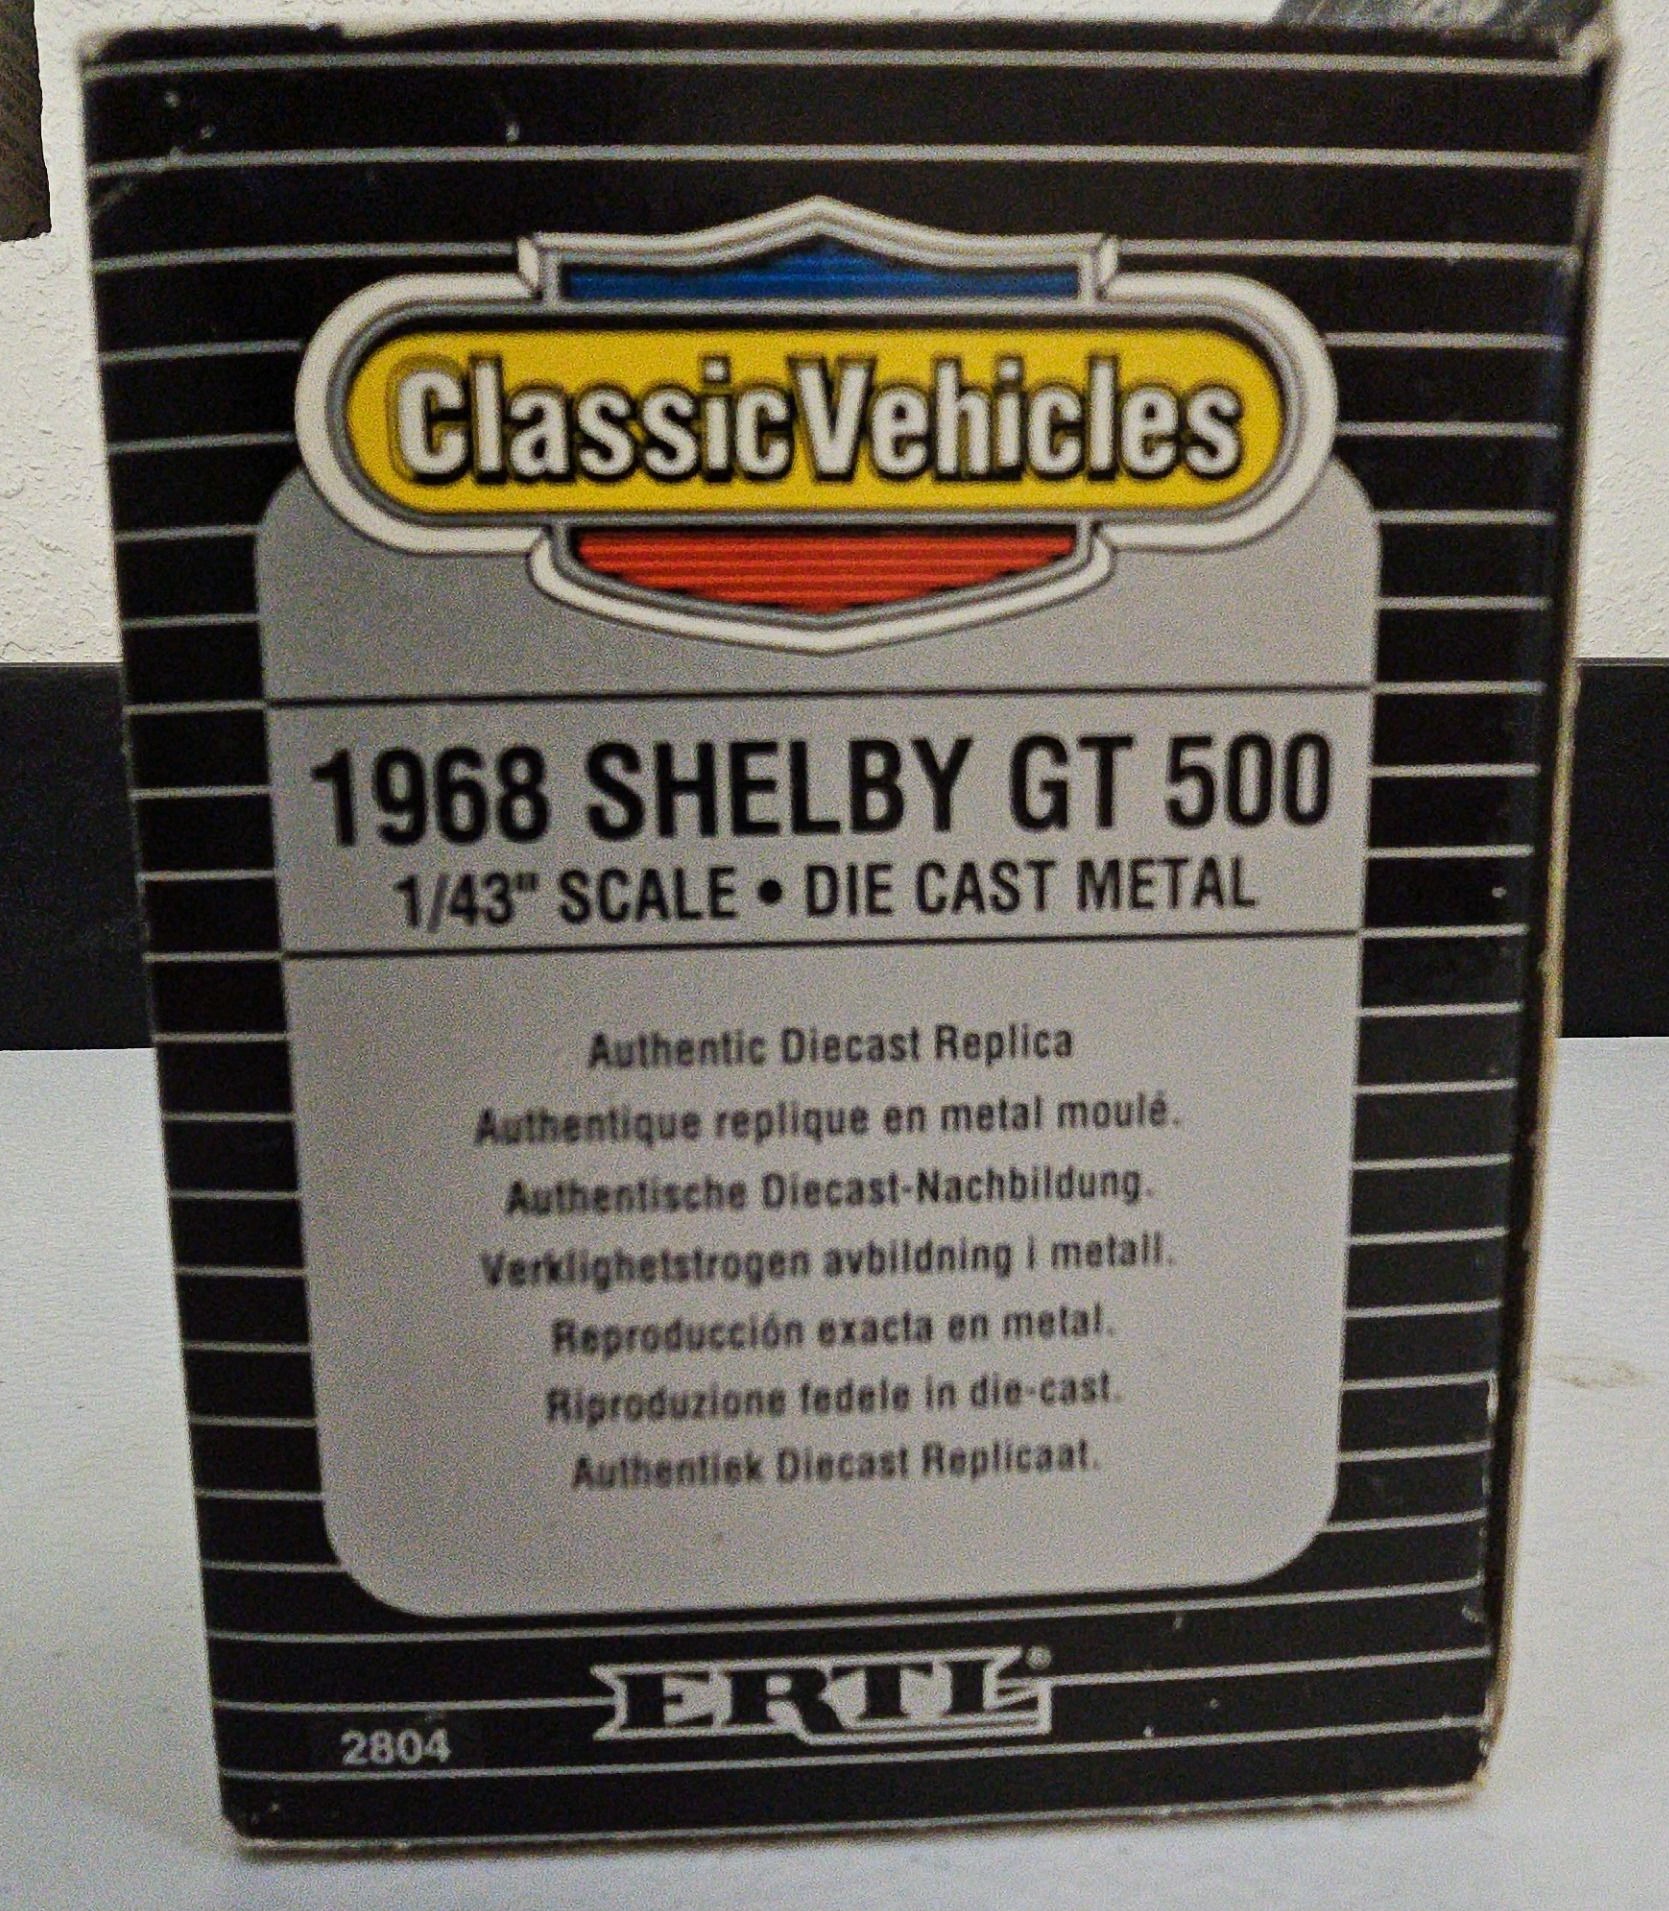 ClassicVehicles
1968 SHELBY GT 500
1/43" SCALE • DIE CAST METAL
Authentic Diecast Replica
Authentique replique en metal moulé.
Authentische Diecast-Nachbildung.
Verklighetstrogen avbildning i metall.
Reproducción exacta en metal.
Riproduzione fedele in die-cast.
Authentiek Diecast Replicaat.
ERTL®
2804